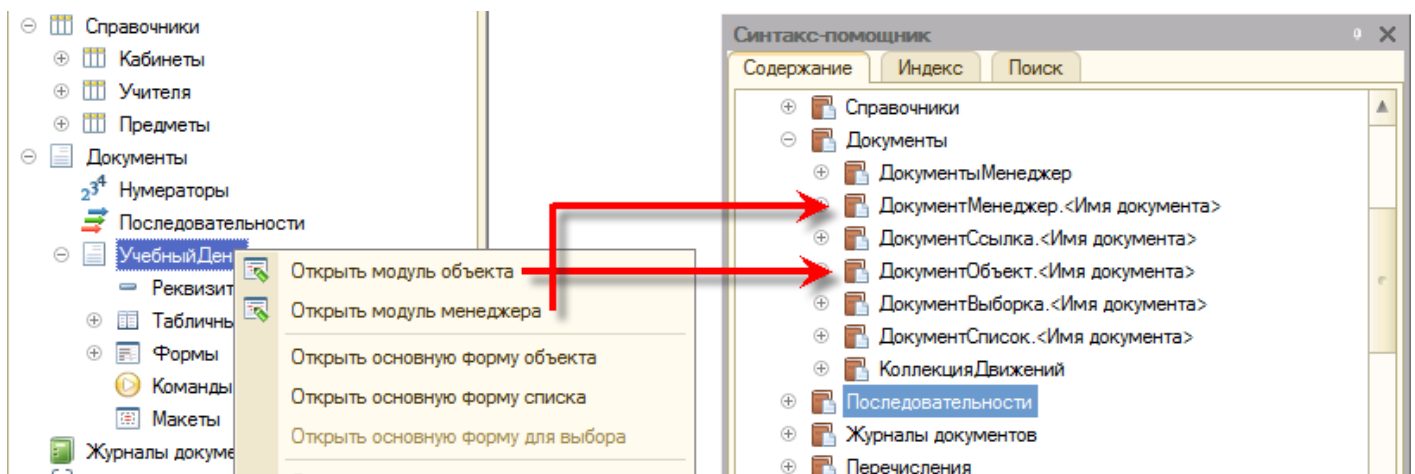 Справочники
Кабинеты
Учителя
Предметы
Документы
234 Нумераторы
Последовательности
УчебныйДен
Реквизит
Табличнь
Формы
Команды
Макеты
Журналы докуме
Открыть модуль объекта
Открыть модуль менеджера
Открыть основную форму объекта
Открыть основную форму списка
Открыть основную форму для выбора
Синтакс-помощник
Содержание Индекс Поиск
Справочники
Документы
ДокументыМенеджер
ДокументМенеджер.<Имя документа>
ДокументСсылка.<Имя документа>
ДокументОбъект.<Имя документа>
ДокументВыборка.<Имя документа>
ДокументСписок.<Имя документа>
КоллекцияДвижений
Последовательности
Журналы документов
Перечисления